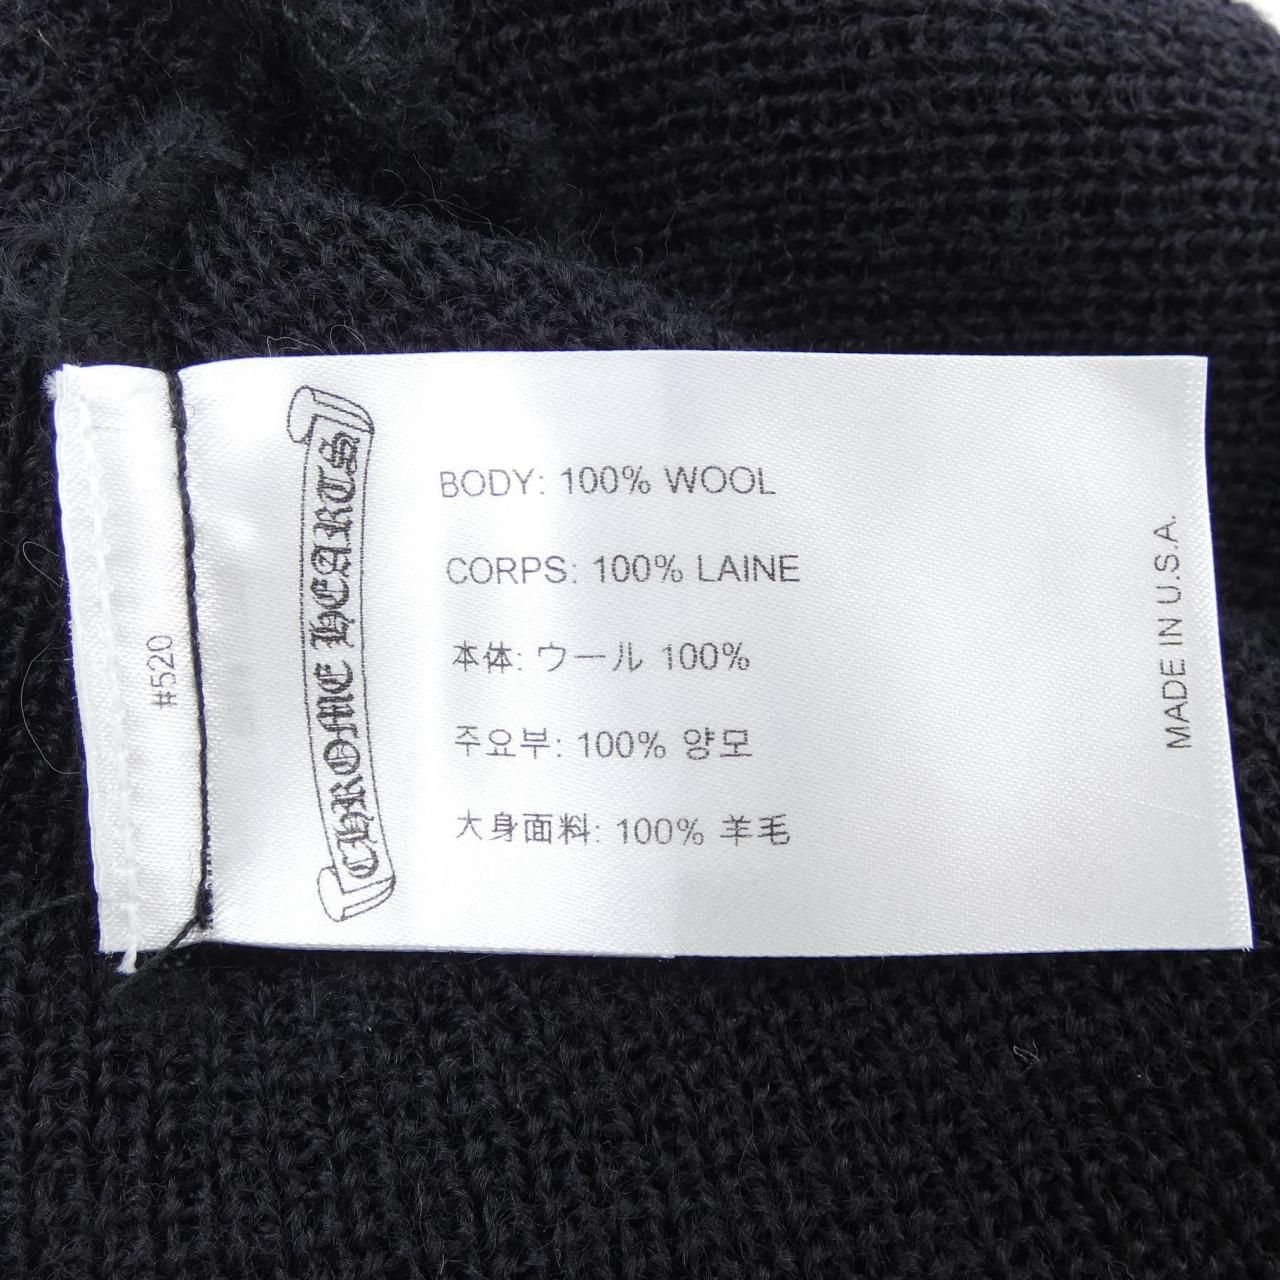 #520
CHROME HEARTS
BODY: 100% WOOL
CORPS: 100% LAINE
本体: ウール 100%
주요부: 100% 양모
大身面料: 100% 羊毛
MADE IN U.S.A.